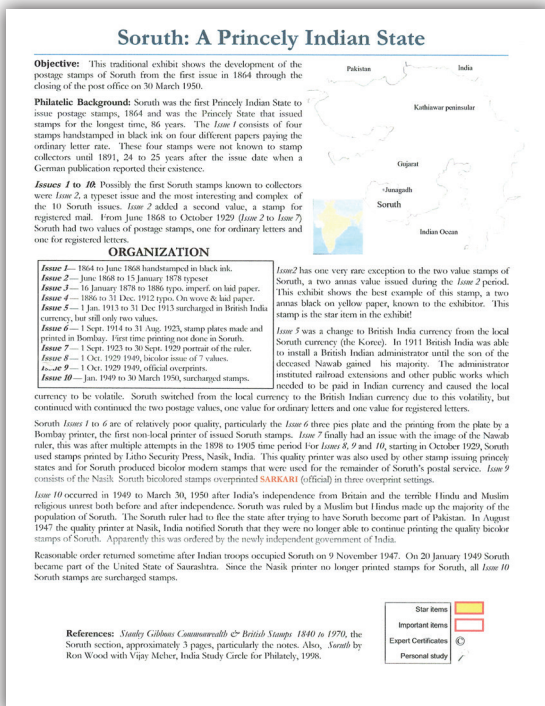 Soruth: A Princely Indian State
Objective: This traditional exhibit shows the development of the
postage stamps of Soruth from the first issue in 1864 through the
closing of the post office on 30 March 1950.
Philatelic Background: Soruth was the first Princely Indian State to
issue postage stamps, 1864 and was the Princely State that issued
stamps for the longest time, 86 years. The Issue 1 consists of four
stamps handstamped in black ink on four different papers paying the
ordinary letter rate. These four stamps were not known to stamp
collectors until 1891, 24 to 25 years after the issue date when a
German publication reported their existence.
Issues 1 to 10: Possibly the first Soruth stamps known to collectors
were Issue 2, a typeset issue and the most interesting and complex of
the 10 Soruth issues. Issue 2 added a second value, a stamp for
registered mail. From June 1868 to October 1929 (Issue 2 to Issue 7)
Soruth had two values of postage stamps, one for ordinary letters and
one for registered letters.
Pakistan
India
Kathiawar peninsular
Gujarat
Junagadh
Soruth
Indian Ocean
ORGANIZATION
Issue 1— 1864 to June 1868 handstamped in black ink.
Issue 2 — June 1868 to 15 January 1878 typeset
Issue 3 — 16 January 1878 to 1886 typo. imperf. on laid paper.
Issue 4 — 1886 to 31 Dec. 1912 typo. On wove & laid paper.
Issue 5 — 1 Jan. 1913 to 31 Dec 1913 surcharged in British India
currency, but still only two values.
Issue 6 — 1 Sept. 1914 to 31 Aug. 1923, stamp plates made and
printed in Bombay. First time printing not done in Soruth.
Issue 7 — 1 Sept. 1923 to 30 Sept. 1929 portrait of the ruler.
Issue 8 — 1 Oct. 1929 1949, bicolor issue of 7 values.
9 — 1 Oct. 1929 1949, official overprints.
Issue 10 — Jan. 1949 to 30 March 1950, surcharged stamps.
Issue2 has one very rare exception to the two value stamps of
Soruth, a two annas value issued during the Issue 2 period.
This exhibit shows the best example of this stamp, a two
annas black on yellow paper, known to the exhibitor. This
stamp is the star item in the exhibit!
Issue 5 was a change to British India currency from the local
Soruth currency (the Koree). In 1911 British India was able
to install a British Indian administrator until the son of the
deceased Nawab gained his majority. The administrator
instituted railroad extensions and other public works which
needed to be paid in Indian currency and caused the local
currency to be volatile. Soruth switched from the local currency to the British Indian currency due to this volatility, but
continued with continued the two postage values, one value for ordinary letters and one value for registered letters.
Soruth Issues 1 to 6 are of relatively poor quality, particularly the Issue 6 three pies plate and the printing from the plate by a
Bombay printer, the first non-local printer of issued Soruth stamps. Issue 7 finally had an issue with the image of the Nawab
ruler, this was after multiple attempts in the 1898 to 1905 time period For Issues 8, 9 and 10, starting in October 1929, Soruth
used stamps printed by Litho Security Press, Nasik, India. This quality printer was also used by other stamp issuing princely
states and for Soruth produced bicolor modern stamps that were used for the remainder of Soruth's postal service. Issue 9
consists of the Nasik Soruth bicolored stamps overprinted SARKARI (official) in three overprint settings.
Issue 10 occurred in 1949 to March 30, 1950 after India's independence from Britain and the terrible Hindu and Muslim
religious unrest both before and after independence. Soruth was ruled by a Muslim but Hindus made up the majority of the
population of Soruth. The Soruth ruler had to flee the state after trying to have Soruth become part of Pakistan. In August
1947 the quality printer at Nasik, India notified Soruth that they were no longer able to continue printing the quality bicolor
stamps of Soruth. Apparently this was ordered by the newly independent government of India.
Reasonable order returned sometime after Indian troops occupied Soruth on 9 November 1947. On 20 January 1949 Soruth
became part of the United State of Saurashtra. Since the Nasik printer no longer printed stamps for Soruth, all Issue 10
Soruth stamps are surcharged stamps.
References: Stanley Gibbons Commonwealth & British Stamps 1840 to 1970, the
Soruth section, approximately 3 pages, particularly the notes. Also, Soruth by
Ron Wood with Vijay Meher, India Study Circle for Philately, 1998.
Star items
Important items
Expert Certificates ©
Personal study